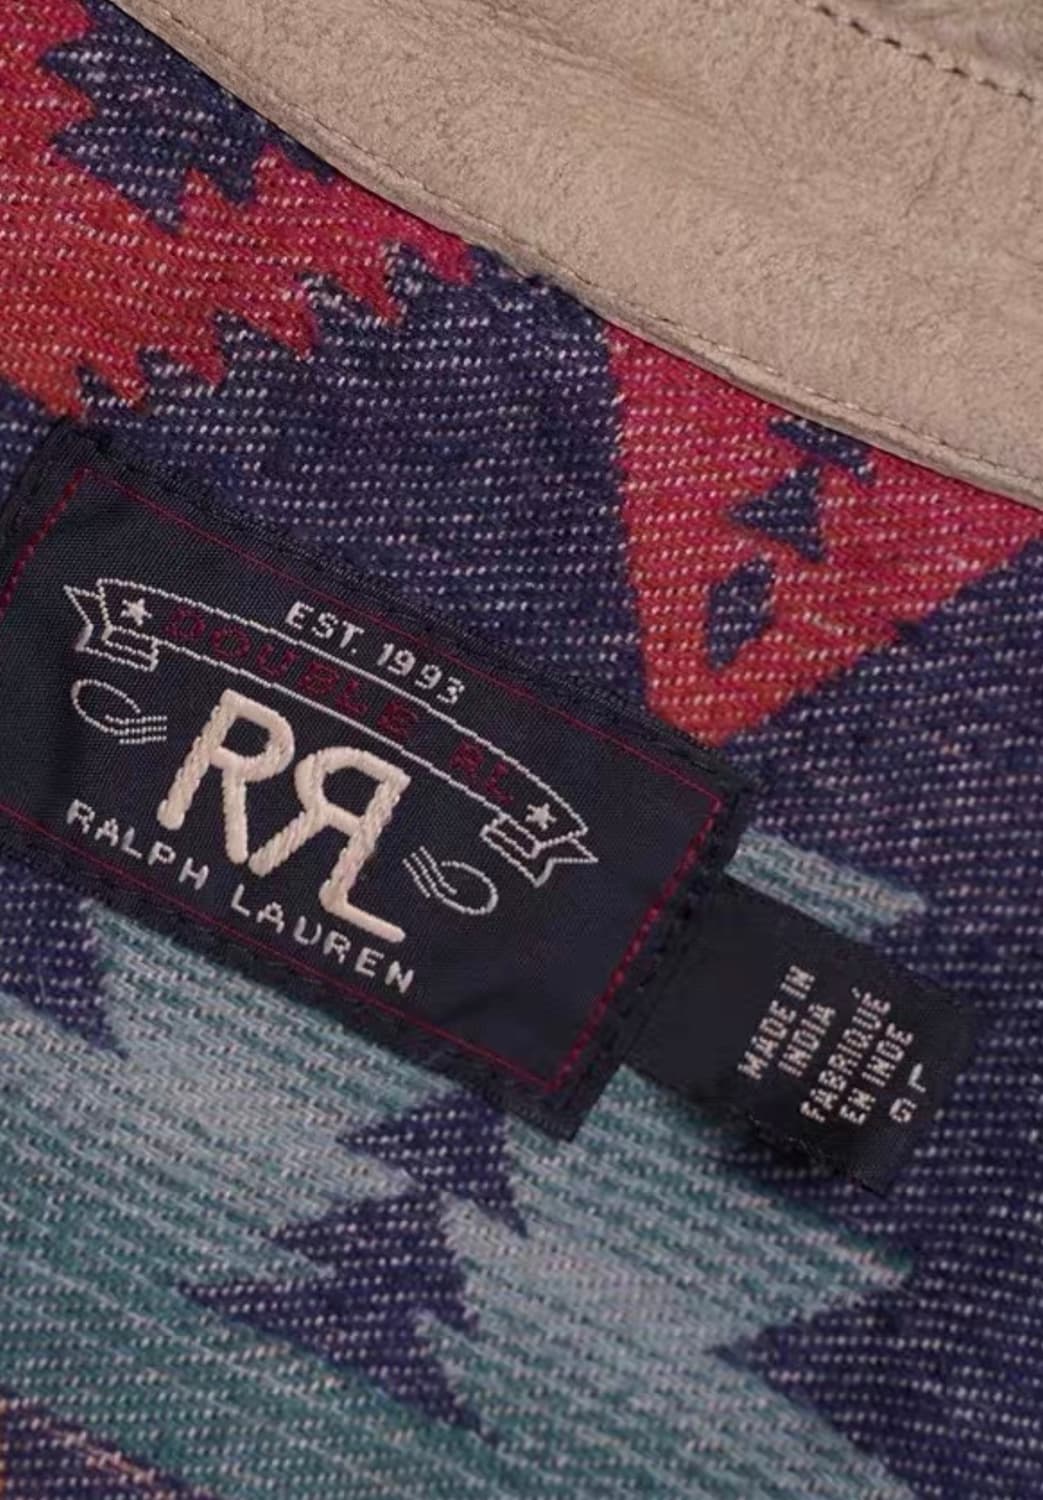 EST. 1993
DOUBLE RL
RRL
RALPH LAUREN
MADE IN
INDIA
FABRIQUÉ
EN INDE
L
G